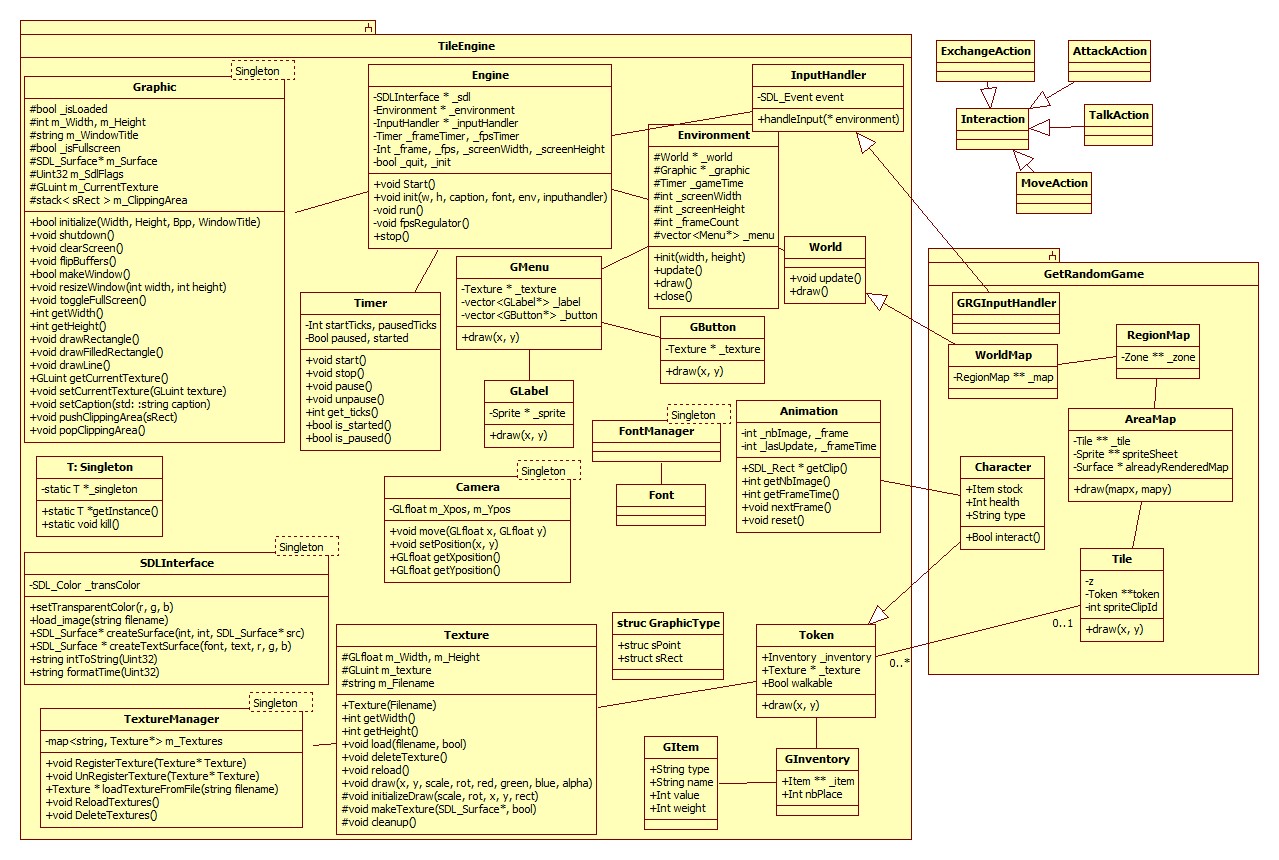 TileEngine
Singleton
Graphic
#bool _isLoaded
#int m_Width, m_Height
#string m_WindowTitle
#bool _isFullscreen
#SDL_Surface* m_Surface
#Uint32 m_SdlFlags
#GLuint m_CurrentTexture
#stack< sRect > m_ClippingArea
+bool initialize(Width, Height, Bpp, WindowTitle)
+void shutdown()
+void clearScreen()
+void flipBuffers()
+bool makeWindow()
+void resizeWindow(int width, int height)
+void toggleFullScreen()
+int getWidth()
+int getHeight()
+void drawRectangle()
+void drawFilledRectangle()
+void drawLine()
+GLuint getCurrentTexture()
+void setCurrentTexture(GLuint texture)
+void setCaption(std: :string caption)
+void pushClippingArea(sRect)
+void popClippingArea()
Engine
-SDLInterface * _sdl
-Environment * _environment
-InputHandler * _inputHandler
-Timer _frameTimer, _fpsTimer
-Int _frame, _fps, _screenWidth, _screenHeight
-bool _quit, _init
+void Start()
+void init(w, h, caption, font, env, inputhandler)
-void run()
-void fpsRegulator()
+stop()
InputHandler
-SDL_Event event
+handleInput(* environment)
Environment
#World * _world
#Graphic * _graphic
#Timer _gameTime
#int _screenWidth
#int _screenHeight
#int _frameCount
#vector<Menu*> _menu
+init(width, height)
+update()
+draw()
+close()
World
+void update()
+draw()
Timer
-Int startTicks, pausedTicks
-Bool paused, started
+void start()
+void stop()
+void pause()
+void unpause()
+int get_ticks()
+bool is_started()
+bool is_paused()
GMenu
-Texture * _texture
-vector<GLabel*> _label
-vector<GButton*> _button
+draw(x, y)
GButton
-Texture * _texture
+draw(x, y)
GLabel
-Sprite * _sprite
+draw(x, y)
Singleton
FontManager
Font
Animation
-int _nbImage, _frame
-int _lasUpdate, _frameTime
+SDL_Rect * getClip()
+int getNbImage()
+int getFrameTime()
+void nextFrame()
+void reset()
T: Singleton
-static T *_singleton
+static T *getInstance()
+static void kill()
Singleton
Camera
-GLfloat m_Xpos, m_Ypos
+void move(GLfloat x, GLfloat y)
+void setPosition(x, y)
+GLfloat getXposition()
+GLfloat getYposition()
Singleton
SDLInterface
-SDL_Color _transColor
+setTransparentColor(r, g, b)
+load_image(string filename)
+SDL_Surface* createSurface(int, int, SDL_Surface* src)
+SDL_Surface * createTextSurface(font, text, r, g, b)
+string intToString(Uint32)
+string formatTime(Uint32)
Singleton
TextureManager
-map<string, Texture*> m_Textures
+void RegisterTexture(Texture* Texture)
+void UnRegisterTexture(Texture* Texture)
+Texture * loadTextureFromFile(string filename)
+void ReloadTextures()
+void DeleteTextures()
Texture
#GLfloat m_Width, m_Height
#GLuint m_texture
#string m_Filename
+Texture(Filename)
+int getWidth()
+int getHeight()
+void load(filename, bool)
+void deleteTexture()
+void reload()
+void draw(x, y, scale, rot, red, green, blue, alpha)
#void initializeDraw(scale, rot, x, y, rect)
#void makeTexture(SDL_Surface*, bool)
#void cleanup()
struc GraphicType
+struc sPoint
+struc sRect
Token
+Inventory _inventory
+Texture * _texture
+Bool walkable
+draw(x, y)
GItem
+String type
+String name
+Int value
+Int weight
GInventory
+Item ** _item
+Int nbPlace
ExchangeAction
AttackAction
Interaction
TalkAction
MoveAction
GetRandomGame
GRGInputHandler
WorldMap
-RegionMap ** _map
RegionMap
-Zone ** _zone
AreaMap
-Tile ** _tile
-Sprite ** spriteSheet
-Surface * alreadyRenderedMap
+draw(mapx, mapy)
Character
+Item stock
+Int health
+String type
+Bool interact()
Tile
-z
-Token **token
-int spriteClipId
+draw(x, y)
0..1
0..*